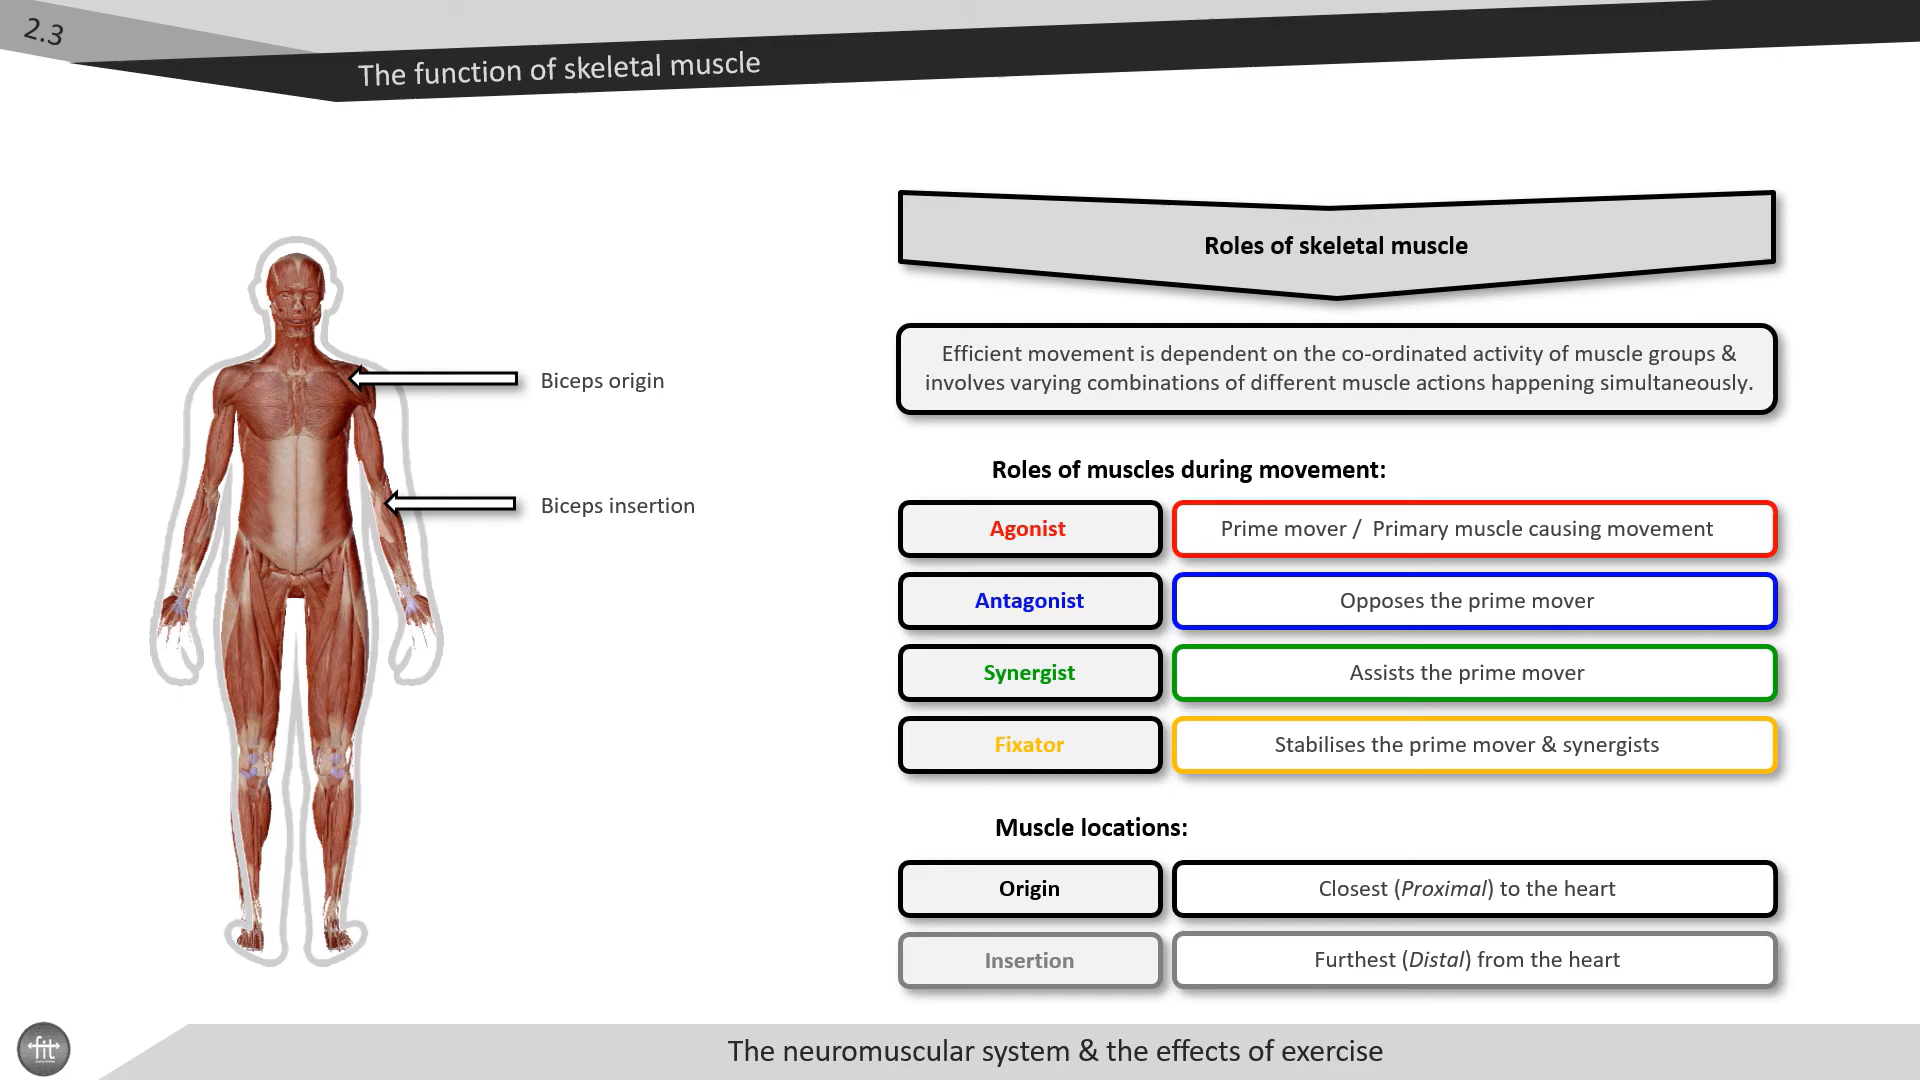 2.3
The function of skeletal muscle
Biceps origin
Biceps insertion
Roles of skeletal muscle
Efficient movement is dependent on the co-ordinated activity of muscle groups &
involves varying combinations of different muscle actions happening simultaneously.
Roles of muscles during movement:
Agonist
Prime mover / Primary muscle causing movement
Antagonist
Opposes the prime mover
Synergist
Assists the prime mover
Fixator
Stabilises the prime mover & synergists
Muscle locations:
Origin
Closest (Proximal) to the heart
Insertion
Furthest (Distal) from the heart
fit
The neuromuscular system & the effects of exercise